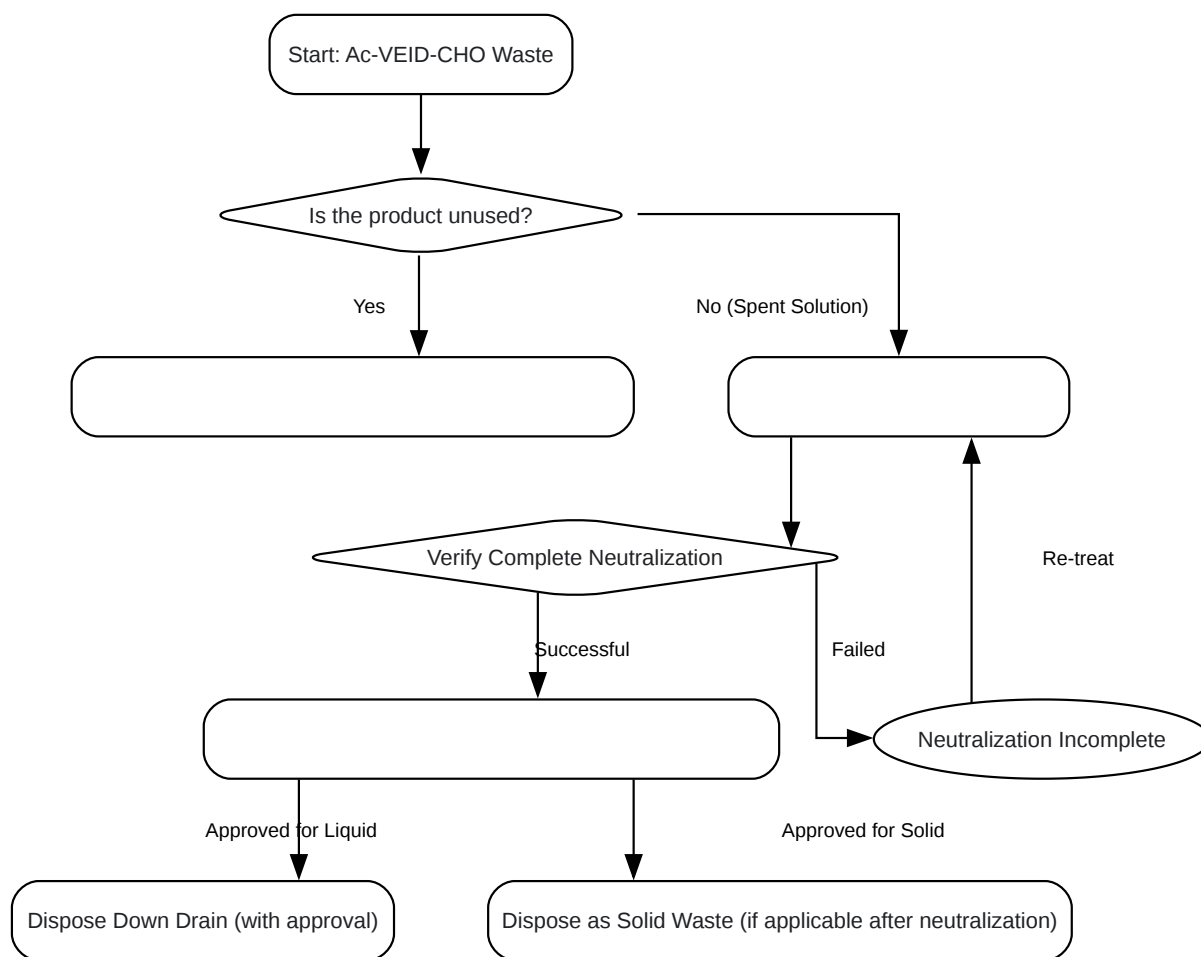 Start: Ac-VEID-CHO Waste
Is the product unused?
Yes
No (Spent Solution)
Verify Complete Neutralization
Re-treat
Successful
Failed
Neutralization Incomplete
Approved for Liquid
Approved for Solid
Dispose Down Drain (with approval)
Dispose as Solid Waste (if applicable after neutralization)